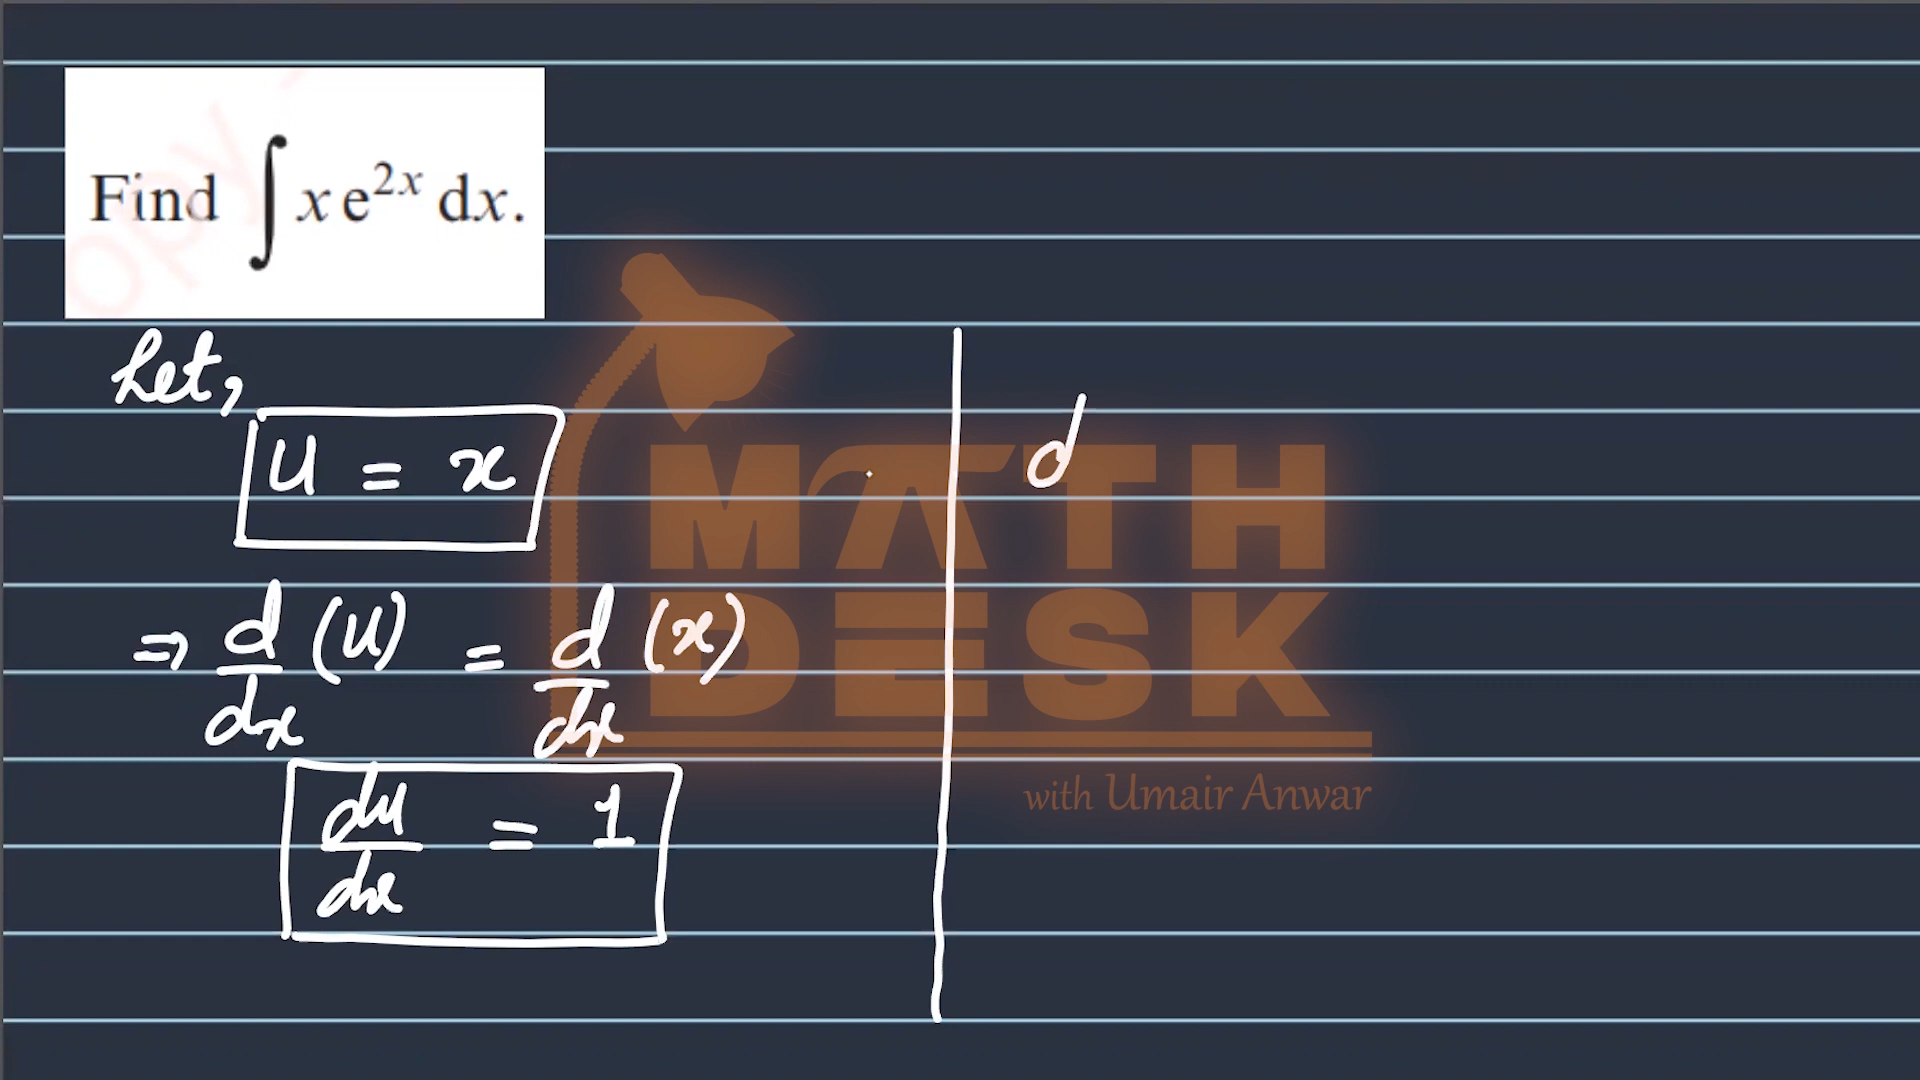 Find ∫ x e^{2x} dx.
Let,
u = x
⇒ d/dx (u) = d/dx (x)
du/dx = 1
d
MATH
DESK
with Umair Anwar